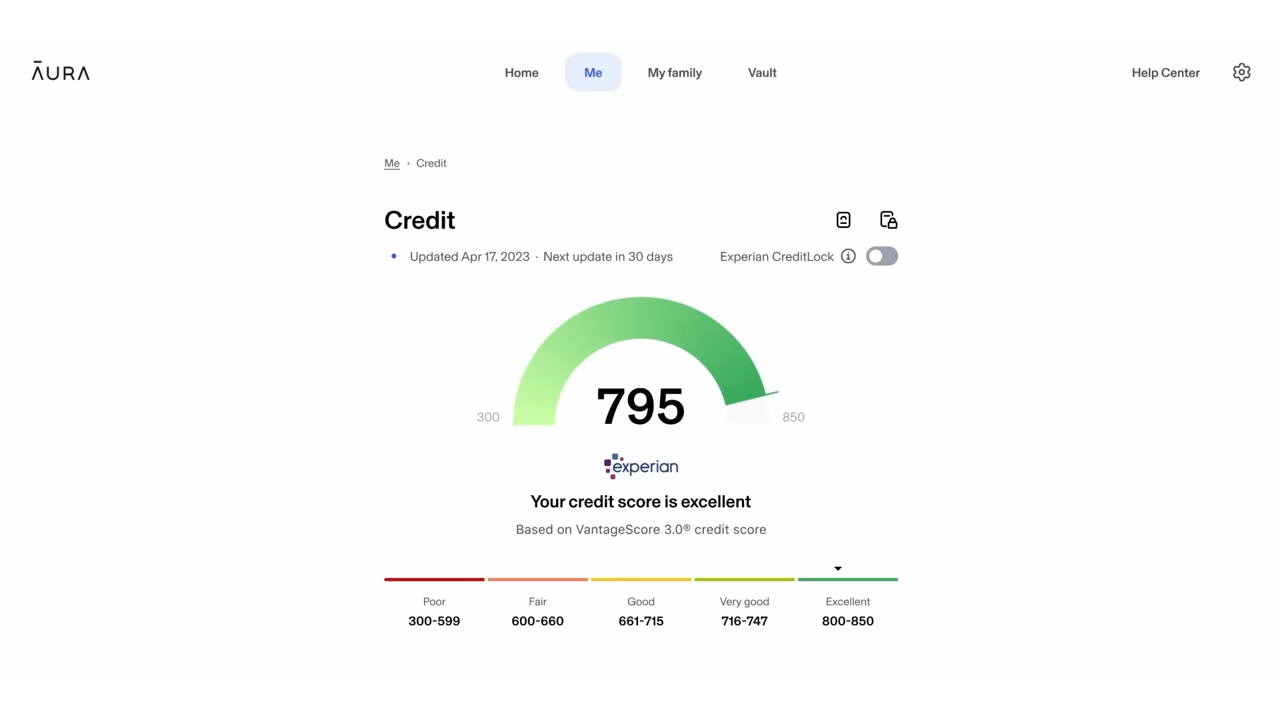 ĀURA
Home Me My family Vault Help Center
Me › Credit
Credit
• Updated Apr 17, 2023 · Next update in 30 days Experian CreditLock
795
300 850
experian
Your credit score is excellent
Based on VantageScore 3.0® credit score
Poor Fair Good Very good Excellent
300-599 600-660 661-715 716-747 800-850